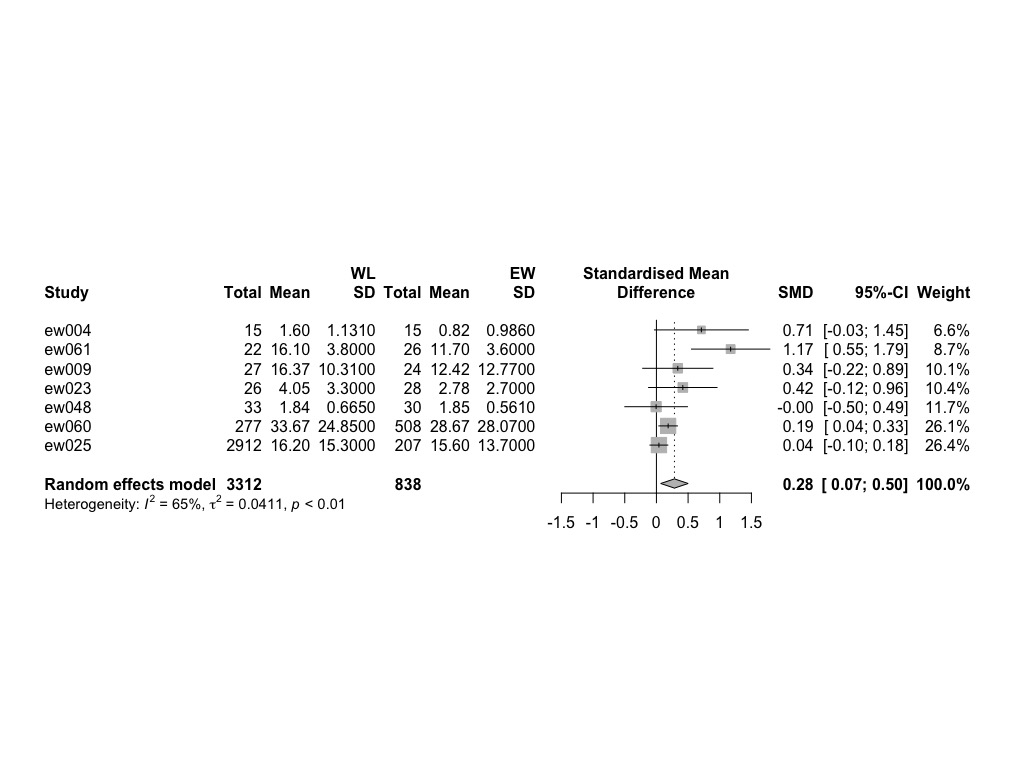 WL EW Standardised Mean
Study Total Mean SD Total Mean SD Difference SMD 95%-CI Weight
ew004 15 1.60 1.1310 15 0.82 0.9860 0.71 [-0.03; 1.45] 6.6%
ew061 22 16.10 3.8000 26 11.70 3.6000 1.17 [ 0.55; 1.79] 8.7%
ew009 27 16.37 10.3100 24 12.42 12.7700 0.34 [-0.22; 0.89] 10.1%
ew023 26 4.05 3.3000 28 2.78 2.7000 0.42 [-0.12; 0.96] 10.4%
ew048 33 1.84 0.6650 30 1.85 0.5610 -0.00 [-0.50; 0.49] 11.7%
ew060 277 33.67 24.8500 508 28.67 28.0700 0.19 [ 0.04; 0.33] 26.1%
ew025 2912 16.20 15.3000 207 15.60 13.7000 0.04 [-0.10; 0.18] 26.4%
Random effects model 3312 838 0.28 [ 0.07; 0.50] 100.0%
Heterogeneity: I² = 65%, τ² = 0.0411, p < 0.01
-1.5 -1 -0.5 0 0.5 1 1.5